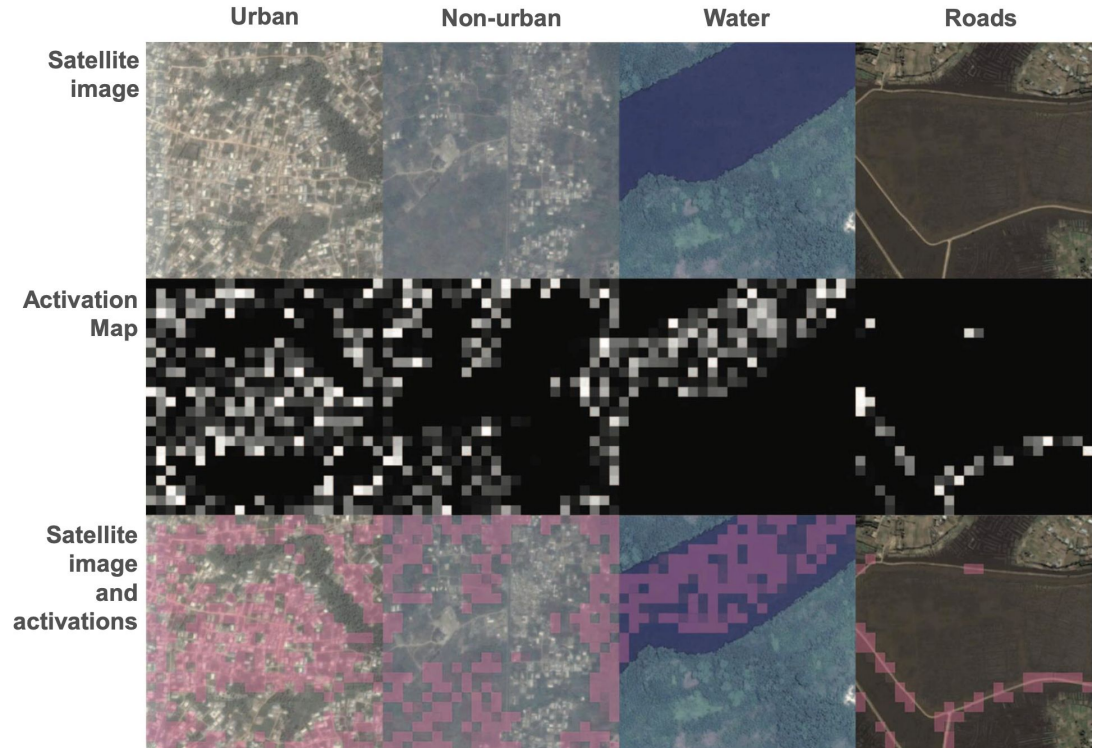 Urban
Non-urban
Water
Roads
Satellite
image
Activation
Map
Satellite
image
and
activations